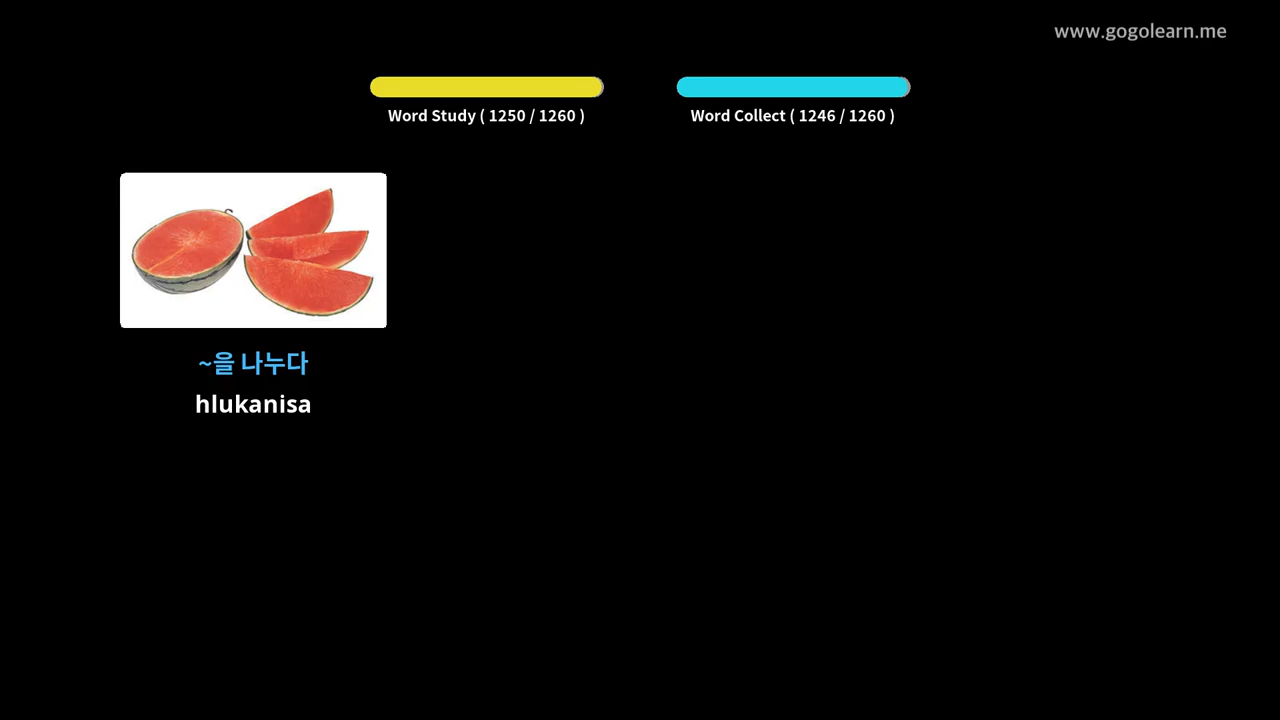 www.gogolearn.me
Word Study ( 1250 / 1260 )
Word Collect ( 1246 / 1260 )
~을 나누다
hlukanisa